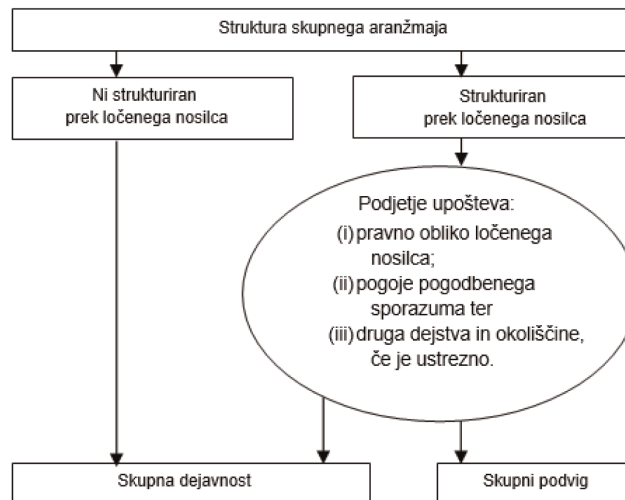 Struktura skupnega aranžmaja
Ni strukturiran
prek ločenega nosilca
Strukturiran
prek ločenega nosilca
Podjetje upošteva:
(i) pravno obliko ločenega
nosilca;
(ii) pogoje pogodbenega
sporazuma ter
(iii) druga dejstva in okoliščine,
če je ustrezno.
Skupna dejavnost
Skupni podvig